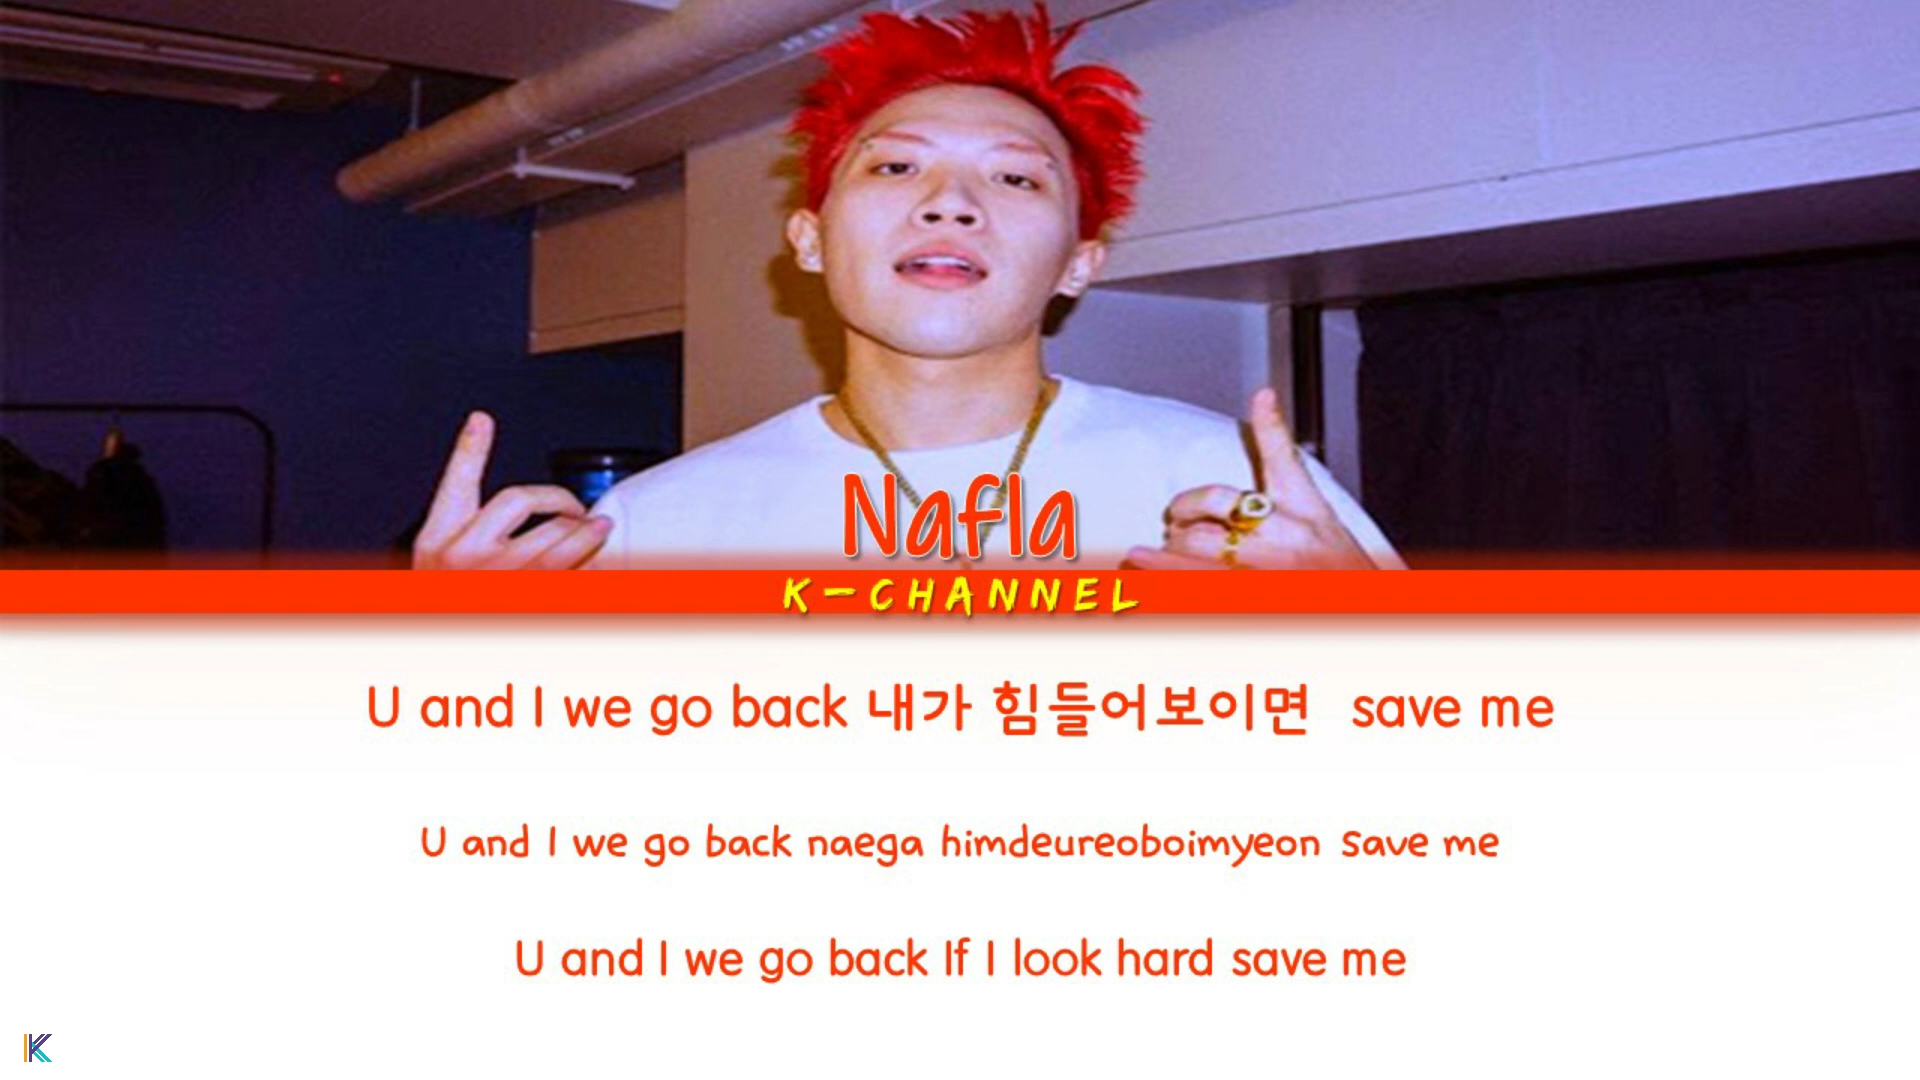 Nafla
K-CHANNEL
U and I we go back 내가 힘들어보이면 save me
U and I we go back naega himdeureoboimyeon save me
U and I we go back If I look hard save me
K